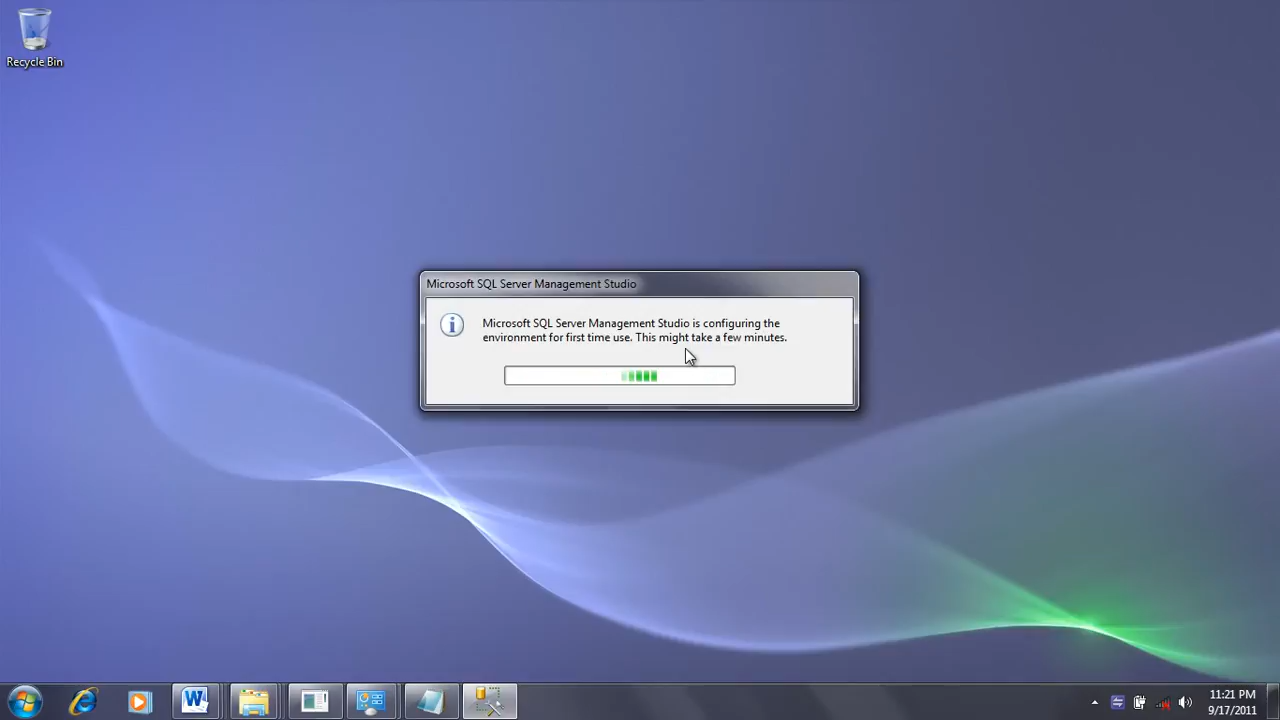 Recycle Bin
Microsoft SQL Server Management Studio
Microsoft SQL Server Management Studio is configuring the
environment for first time use. This might take a few minutes.
11:21 PM
9/17/2011